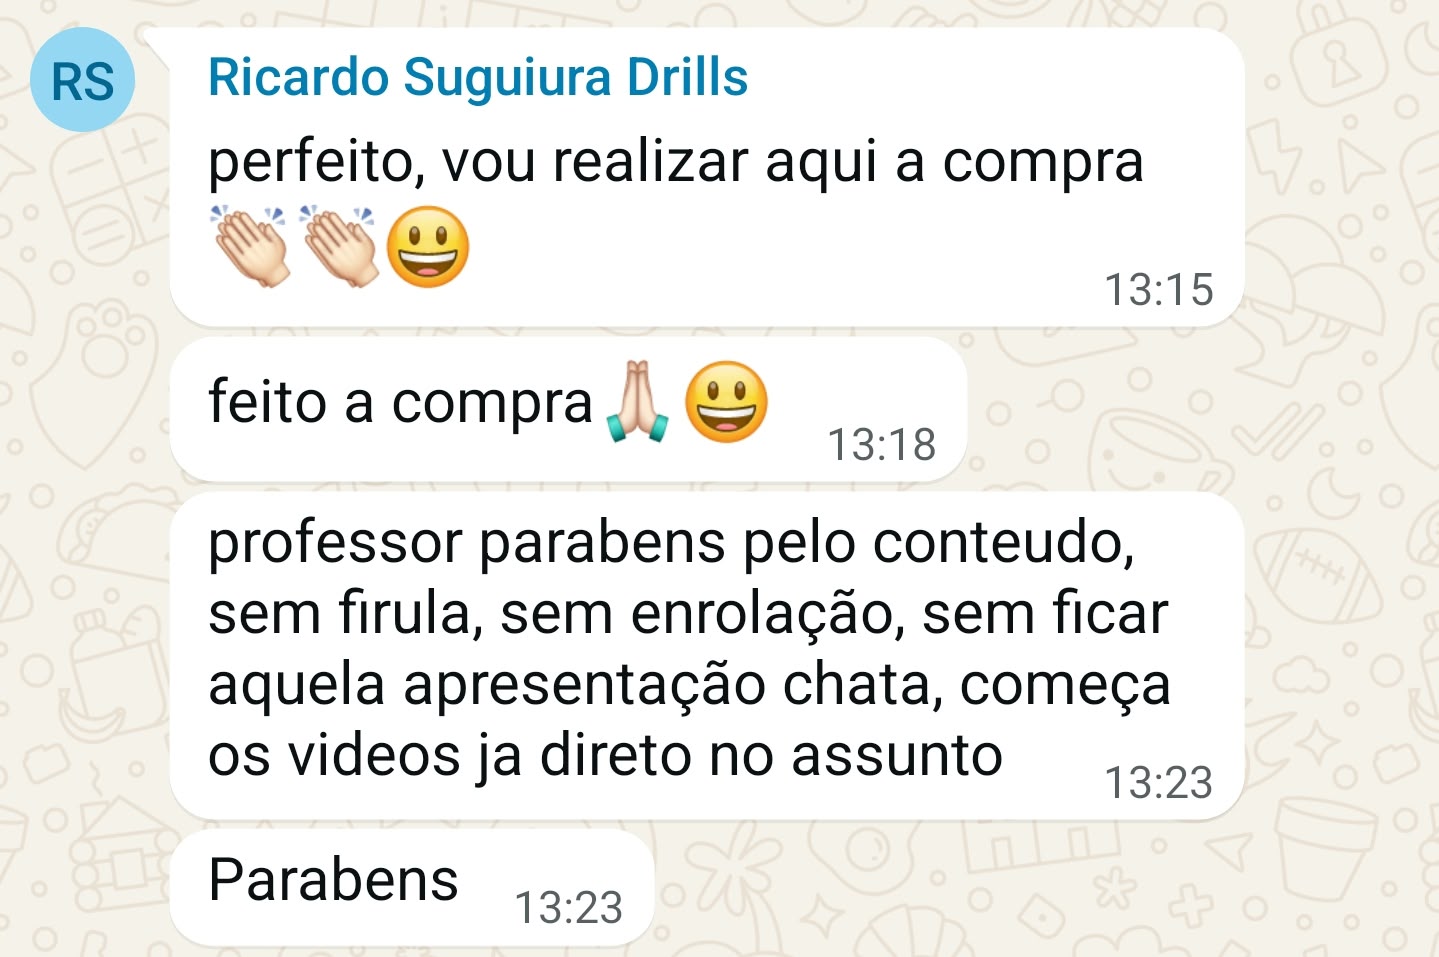 RS
Ricardo Suguiura Drills
perfeito, vou realizar aqui a compra
👏🏻👏🏻😃
13:15
feito a compra🙏🏻😃
13:18
professor parabens pelo conteudo,
sem firula, sem enrolação, sem ficar
aquela apresentação chata, começa
os videos ja direto no assunto
13:23
Parabens
13:23